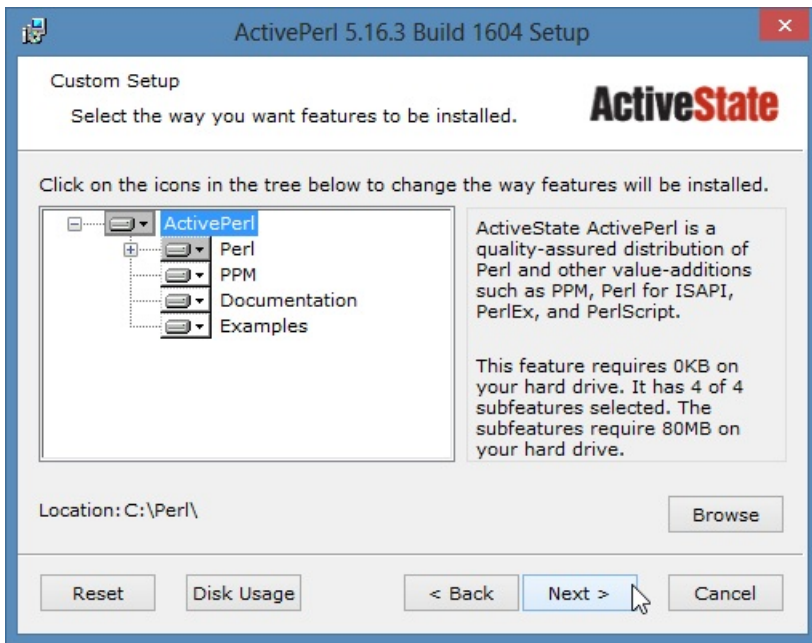 ActivePerl 5.16.3 Build 1604 Setup
Custom Setup
Select the way you want features to be installed.
ActiveState
Click on the icons in the tree below to change the way features will be installed.
ActivePerl
Perl
PPM
Documentation
Examples
ActiveState ActivePerl is a
quality-assured distribution of
Perl and other value-additions
such as PPM, Perl for ISAPI,
PerlEx, and PerlScript.
This feature requires 0KB on
your hard drive. It has 4 of 4
subfeatures selected. The
subfeatures require 80MB on
your hard drive.
Location: C:\Perl\
Browse
Reset
Disk Usage
< Back
Next >
Cancel